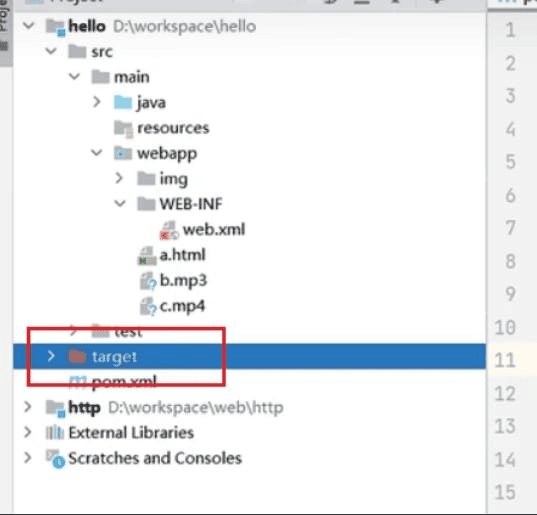 hello D:\workspace\hello
src
main
java
resources
webapp
img
WEB-INF
web.xml
a.html
b.mp3
c.mp4
test
target
pom.xml
http D:\workspace\web\http
External Libraries
Scratches and Consoles
1
2
3
4
5
6
7
8
9
10
11
12
13
14
15